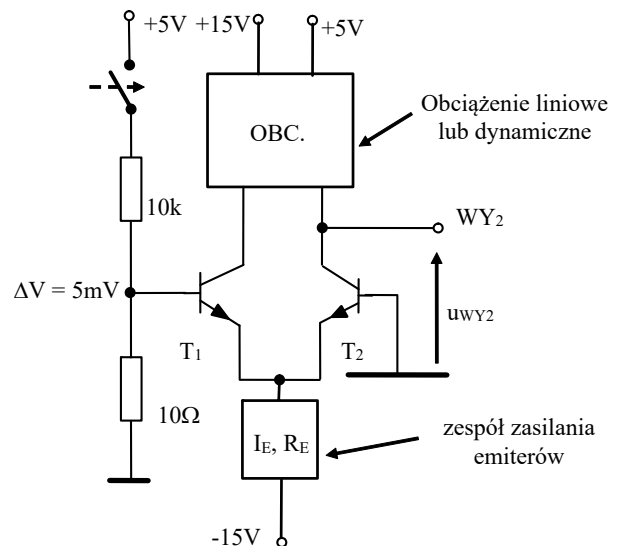 +5V
+15V
+5V
Obciążenie liniowe
lub dynamiczne
OBC.
10k
WY2
ΔV = 5mV
uWY2
T1
T2
10Ω
IE, RE
zespół zasilania
emiterów
-15V